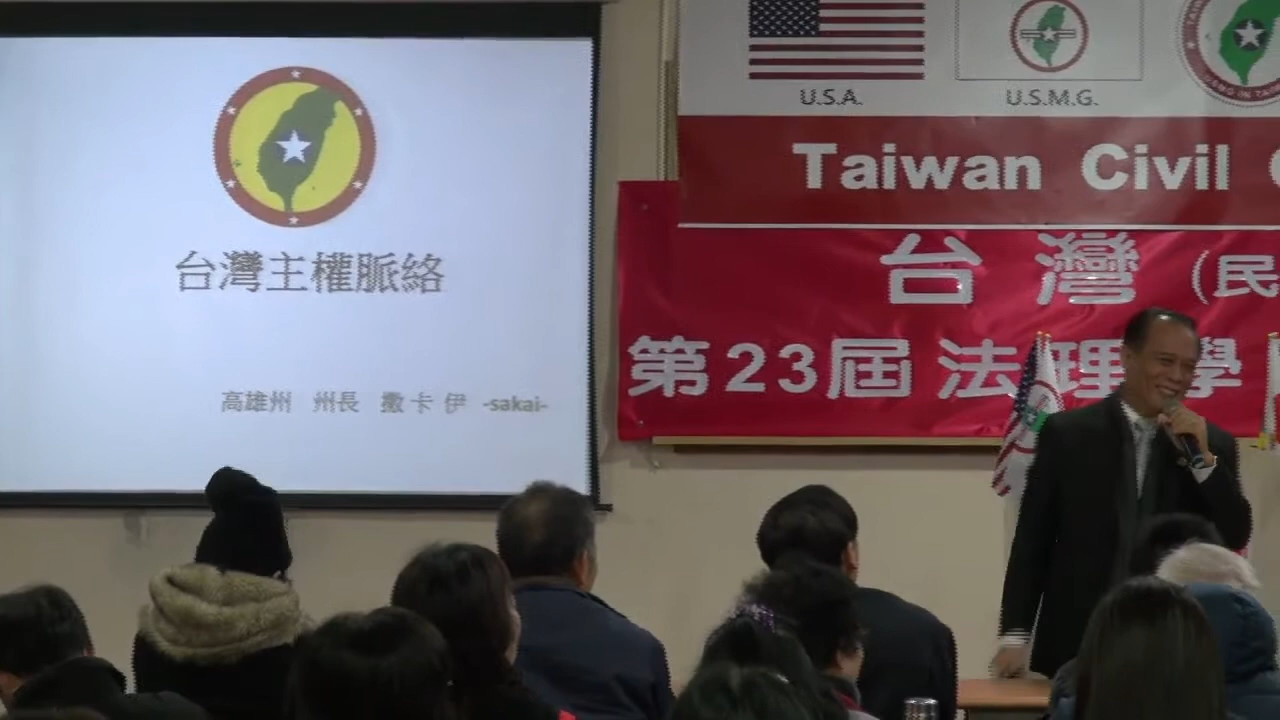 台灣主權脈絡
高雄州 州長 撒卡伊 -sakai-
U.S.A.
U.S.M.G.
Taiwan Civil
台灣(民
第23屆法理學